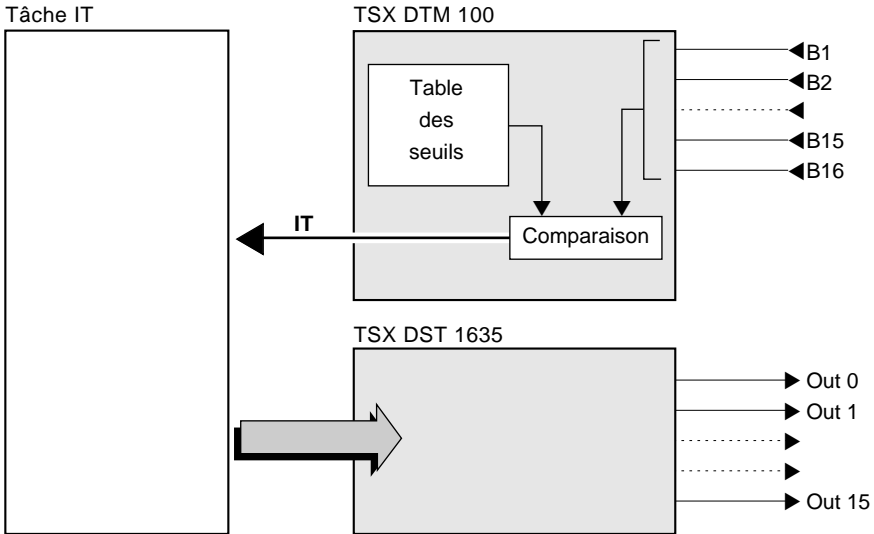 Tâche IT
TSX DTM 100
B1
B2
B15
B16
Table
des
seuils
IT
Comparaison
TSX DST 1635
Out 0
Out 1
Out 15